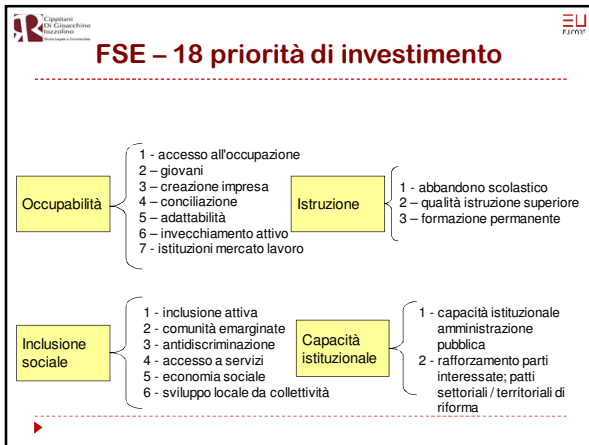 Cippitani
Di Gioacchino
Iozzolino
FSE – 18 priorità di investimento
Occupabilità
1 - accesso all'occupazione
2 – giovani
3 – creazione impresa
4 – conciliazione
5 – adattabilità
6 – invecchiamento attivo
7 - istituzioni mercato lavoro
Istruzione
1 - abbandono scolastico
2 – qualità istruzione superiore
3 – formazione permanente
Inclusione
sociale
1 - inclusione attiva
2 - comunità emarginate
3 - antidiscriminazione
4 - accesso a servizi
5 - economia sociale
6 - sviluppo locale da collettività
Capacità
istituzionale
1 - capacità istituzionale
amministrazione
pubblica
2 - rafforzamento parti
interessate; patti
settoriali / territoriali di
riforma